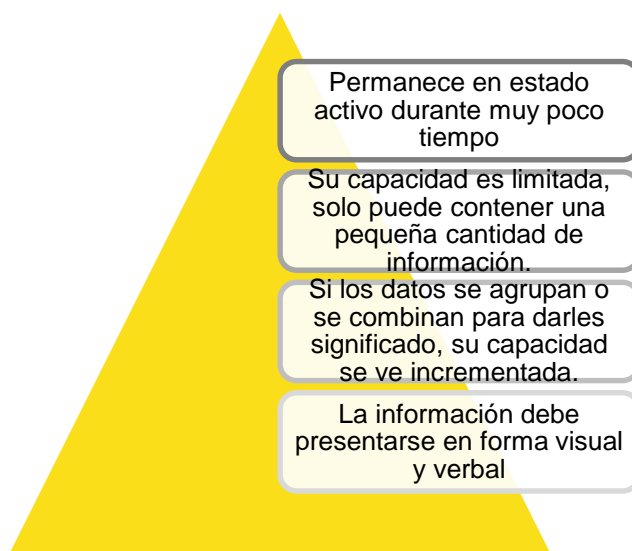 Permanece en estado
activo durante muy poco
tiempo
Su capacidad es limitada,
solo puede contener una
pequeña cantidad de
información.
Si los datos se agrupan o
se combinan para darles
significado, su capacidad
se ve incrementada.
La información debe
presentarse en forma visual
y verbal